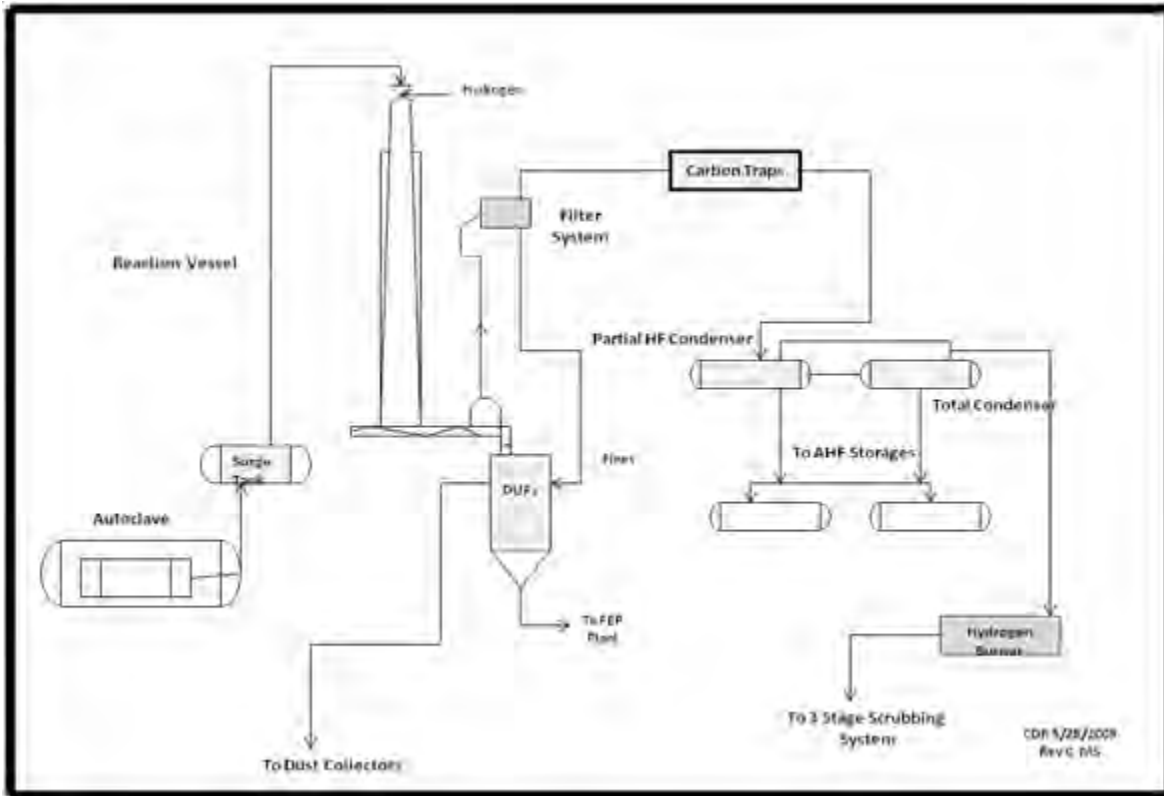 Hydrogen
Carbon Traps
Filter
System
Reaction Vessel
Partial HF Condenser
Total Condenser
Surge
Tank
To AHF Storages
Fines
DUF₄
Autoclave
To FEP
Plant
Hydrogen
Burner
To 3 Stage Scrubbing
System
CDR 5/28/2009
To Dust Collectors